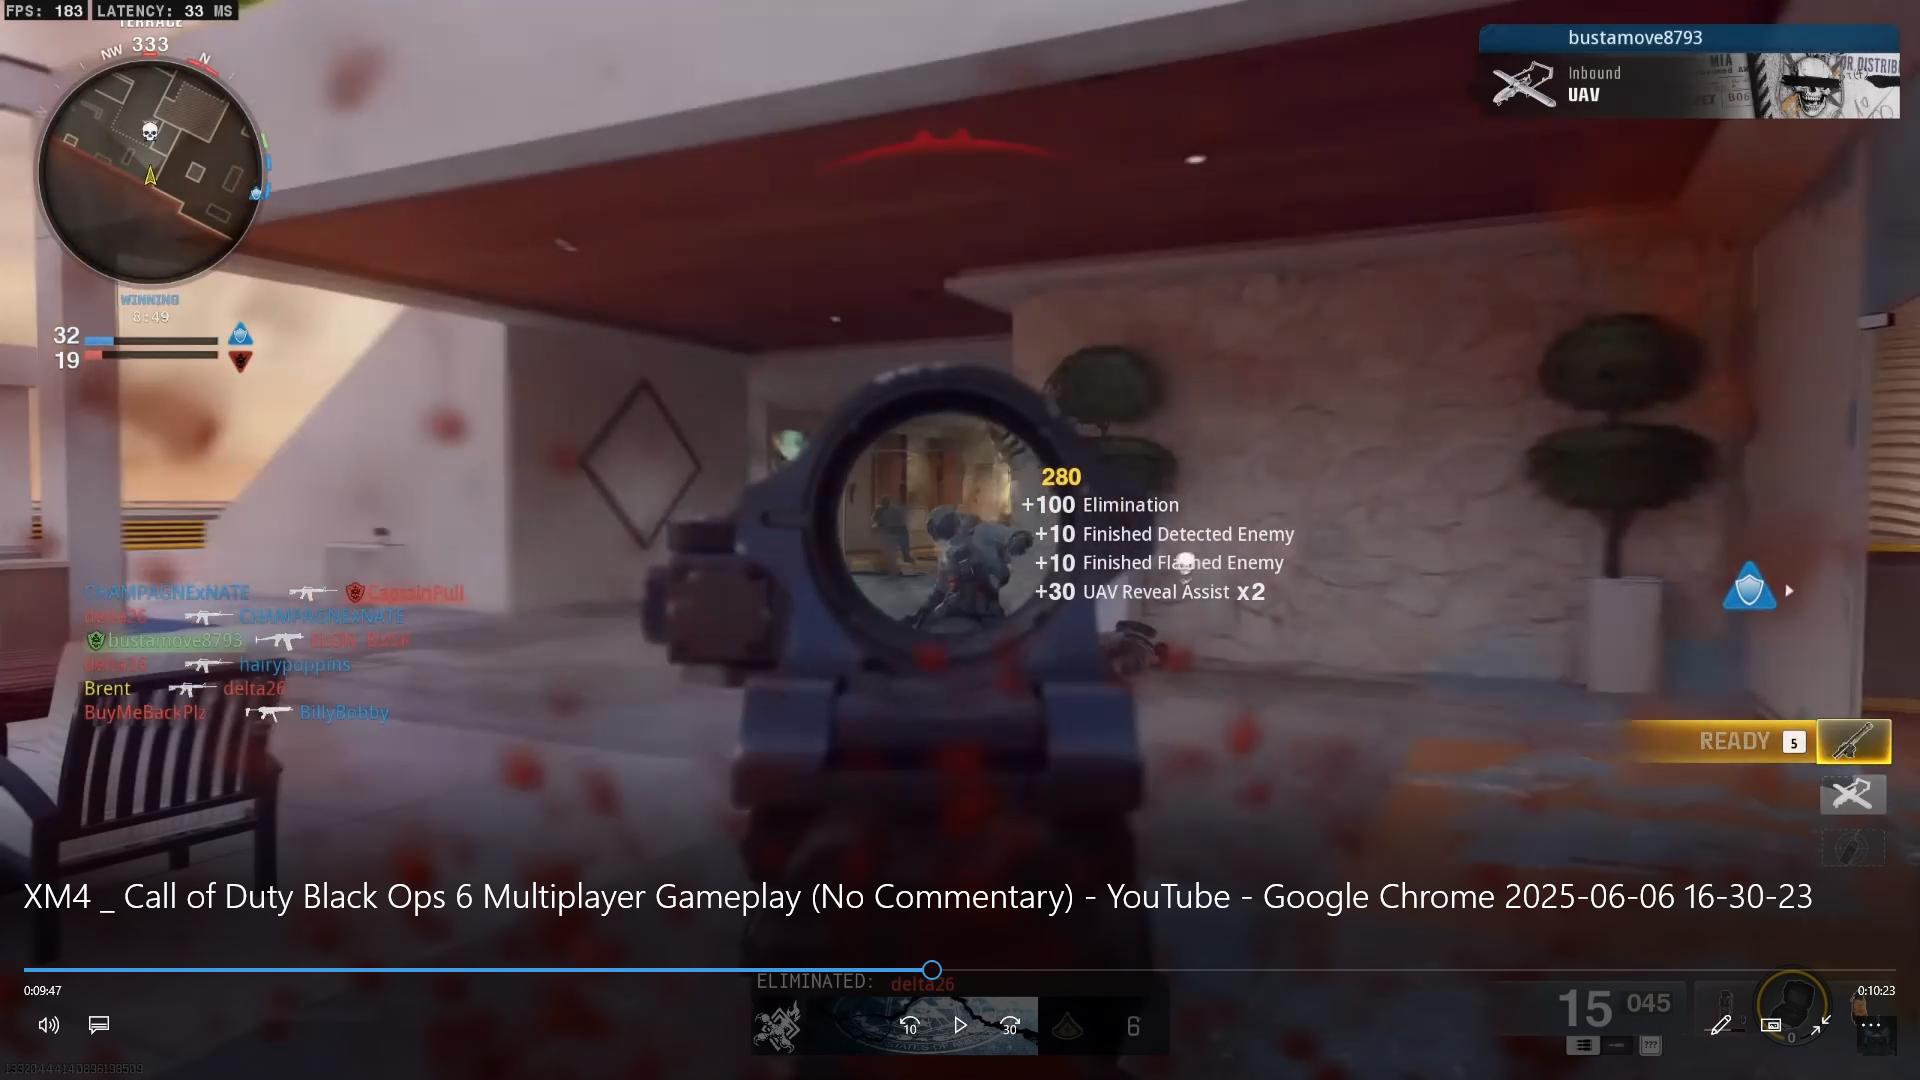 FPS: 183 LATENCY: 33 MS
TERRACE
NW 333 N
bustamove8793
Inbound
UAV
WINNING
8:49
32
19
280
+100 Elimination
+10 Finished Detected Enemy
+10 Finished Flashed Enemy
+30 UAV Reveal Assist x2
CHAMPAGNExNATE CaptainPull
delta26 CHAMPAGNExNATE
bustamove8793
delta26 hairypoppins
Brent delta26
BuyMeBackPlz BillyBobby
READY 5
XM4 _ Call of Duty Black Ops 6 Multiplayer Gameplay (No Commentary) - YouTube - Google Chrome 2025-06-06 16-30-23
ELIMINATED: delta26
0:09:47
0:10:23
10
30
6
15 045
0
???